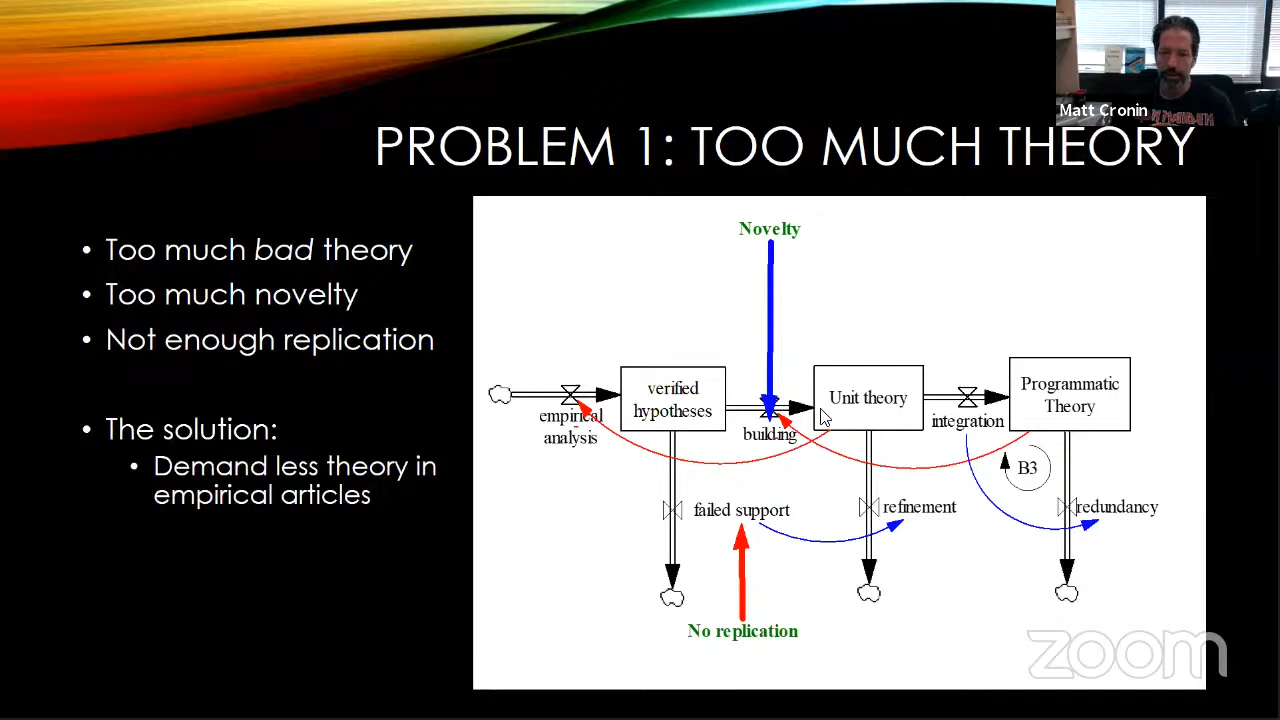 Matt Cronin
PROBLEM 1: TOO MUCH THEORY
• Too much bad theory
• Too much novelty
• Not enough replication
• The solution:
• Demand less theory in
empirical articles
Novelty
verified
hypotheses
Unit theory
Programmatic
Theory
empirical
analysis
building
integration
B3
failed support
refinement
redundancy
No replication
zoom